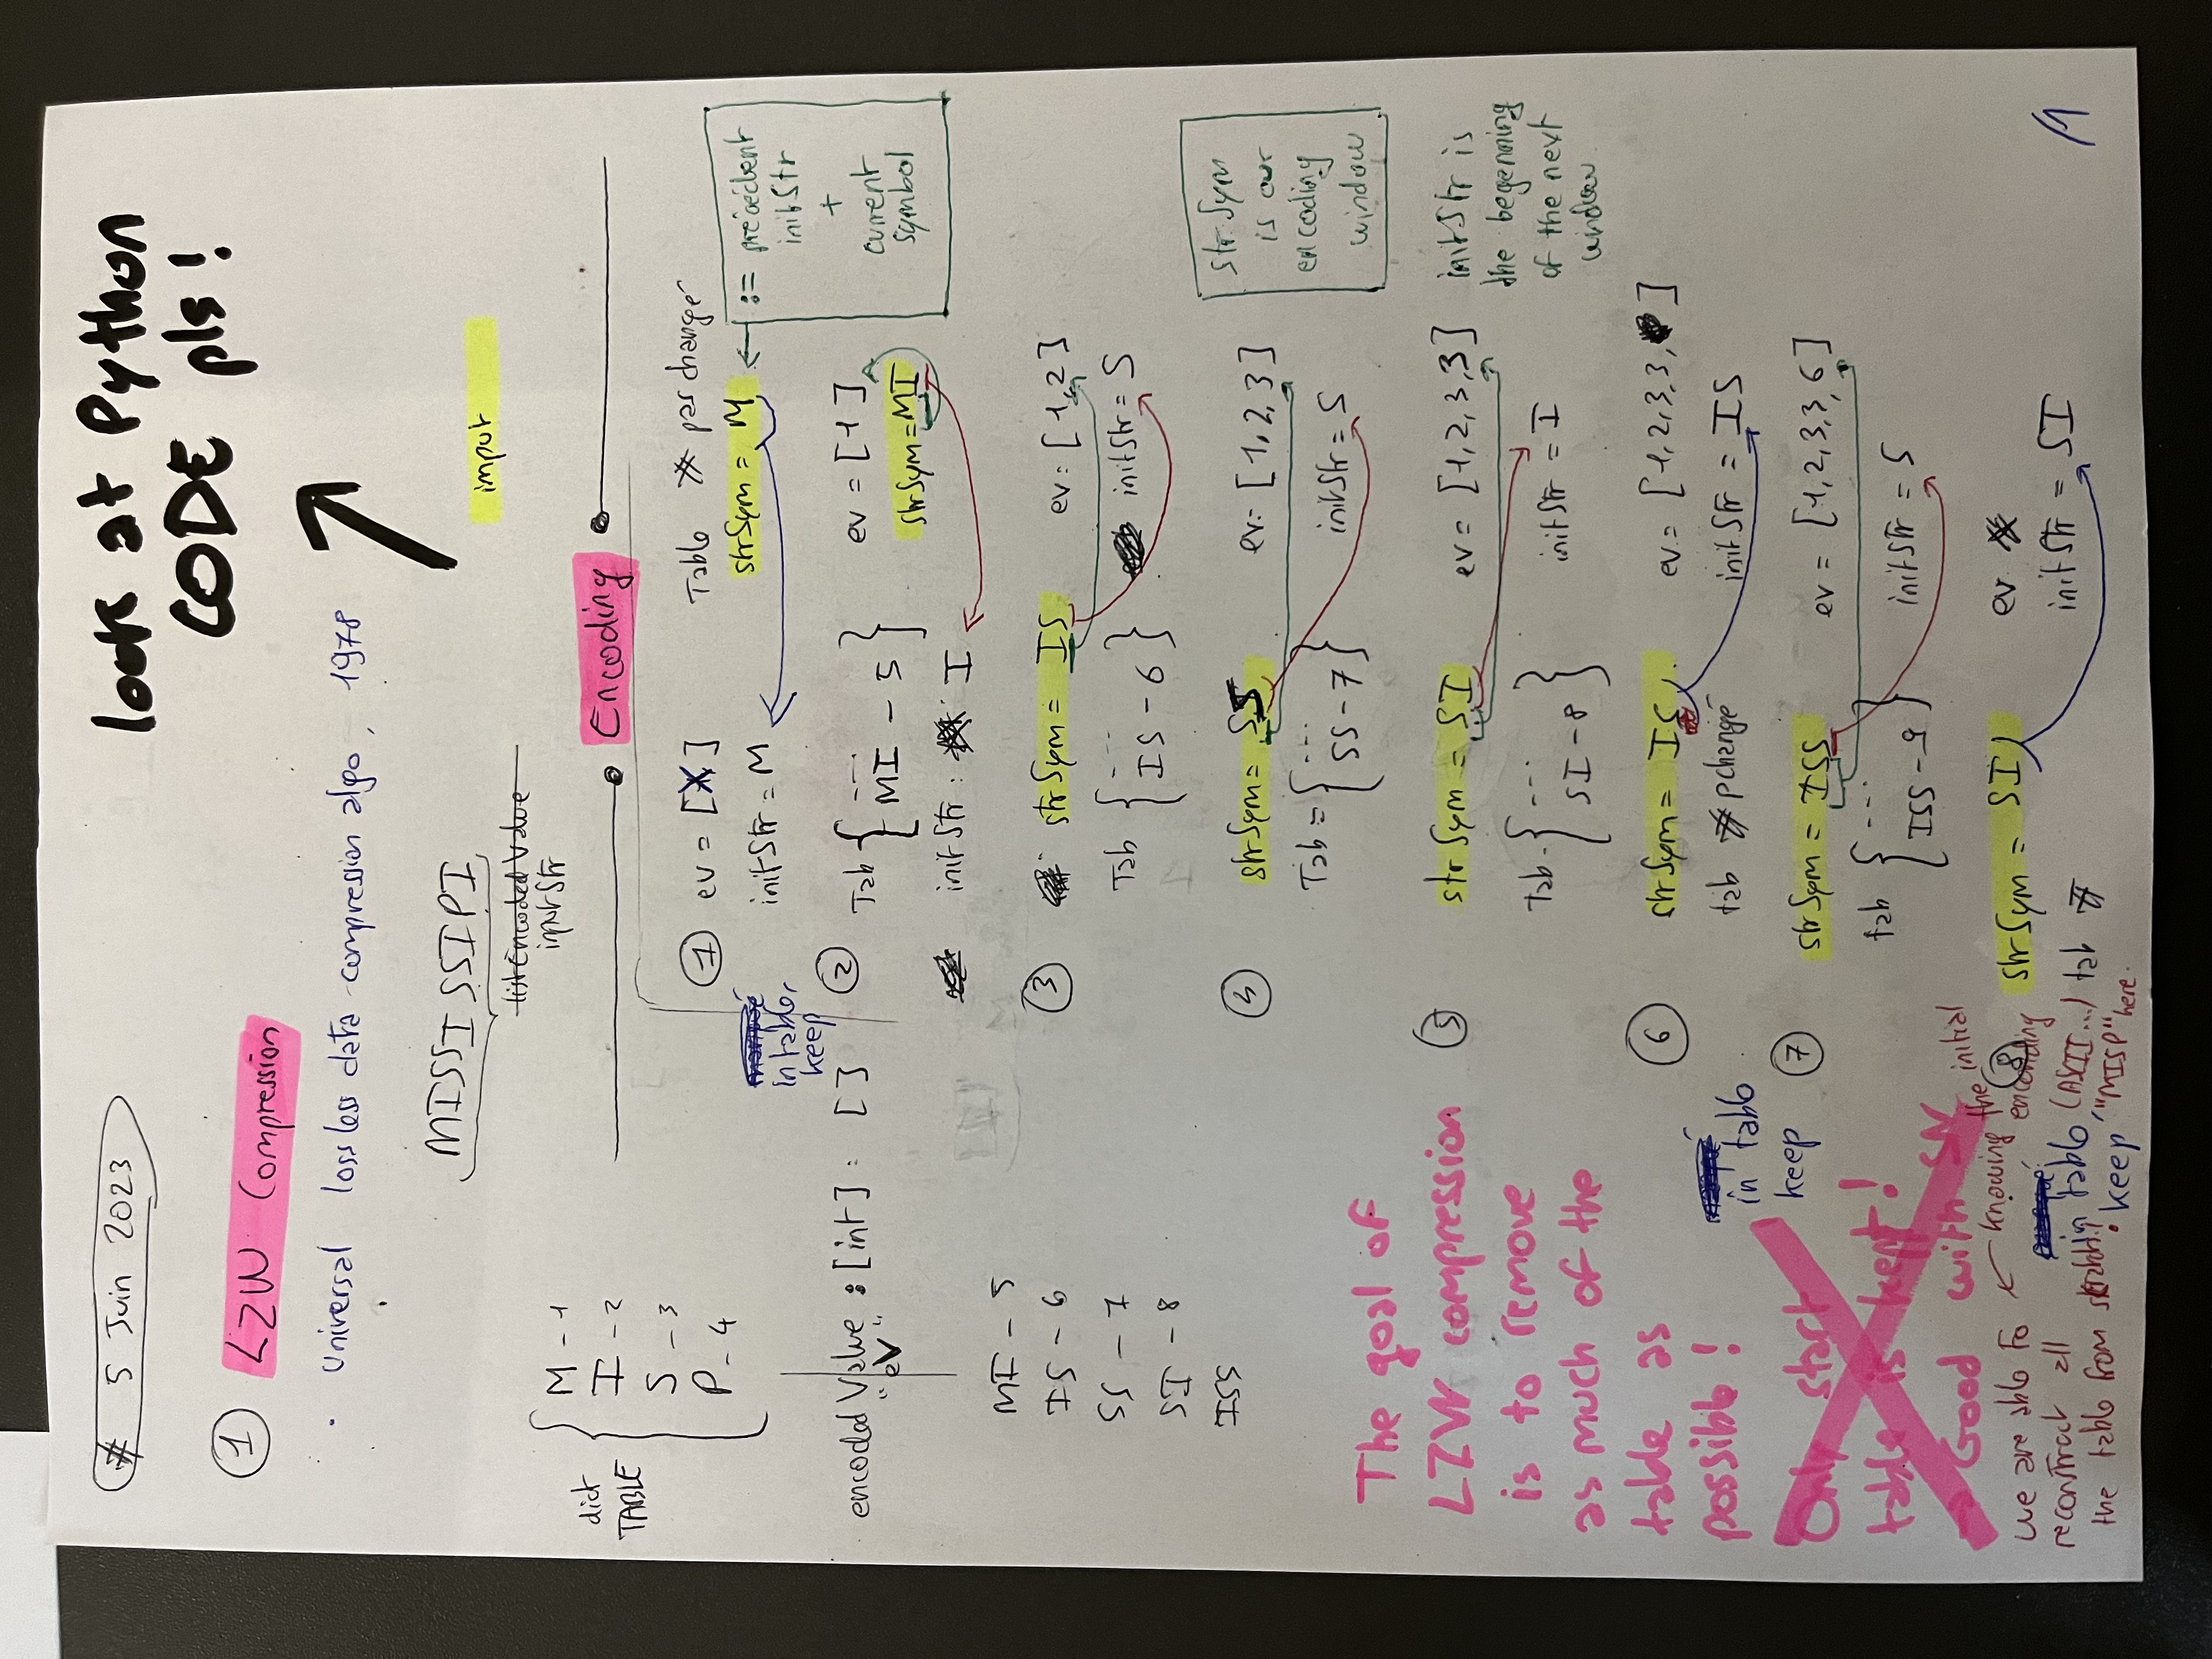 # 5 Juin 2023
look at Python
CODE pls !
1 LZW Compression
· Universal lossless data compression algo, 1978
MISSISSIPI
input
listEncoded Value
inputStr
dict
TABLE
M - 1
I - 2
S - 3
P - 4
Encoding
1 ev = [X]
Table # pas changé
initStr = M
strSym = M
in table,
keep
:= précédent
initStr
+
current
symbol
encoded Value : [int] : []
"eV"
2 Tab { ---
MI - 5 }
ev = [1]
strSym = MI
initStr : I
MI - 5
IS - 6
SS - 7
SI - 8
ISS
3 strSym = IS
ev : [1,2]
Tab { ---
IS - 6 }
initStr = S
4 strSym = SS
ev = [1,2,3]
Tab = { ---
SS - 7 }
initStr = S
strSym
is our
encoding
window
The goal of
LZW compression
is to remove
as much of the
table as
possible !
5 strSym = SI
ev = [1,2,3,3]
tab - { ---
SI - 8 }
initStr = I
initStr is
the begenning
of the next
window
6 strSym = IS
ev = [1,2,3,3, ]
tab # p changé
initStr = IS
in table
keep
Only start
table is kept !
→ Good with SN
7 strSym = ISS
ev = [1,2,3,3,6]
tab { ---
ISS - 9 }
initStr = S
8 strSym = SI
ev #
initStr = SI
tab #
in table,
keep
we are able to
reconstruct all
the table from
knowing the initial
encoding
(ASCII...)
"MISP" here.
1